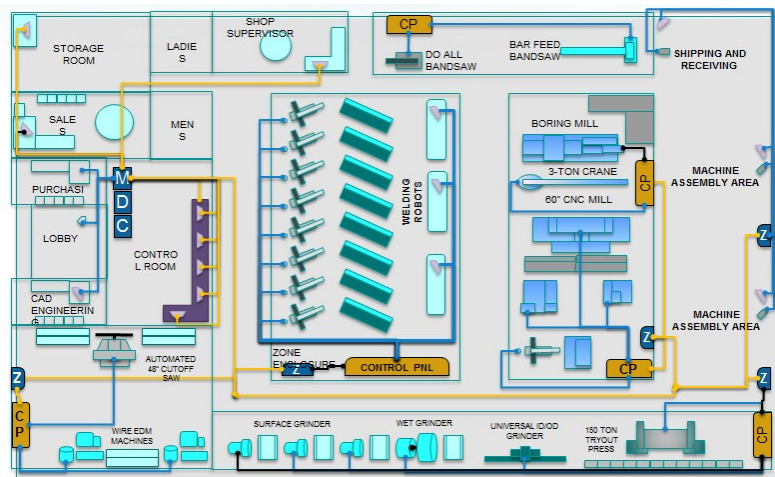 STORAGE
ROOM
LADIE
S
SHOP
SUPERVISOR
CP
DO ALL
BANDSAW
BAR FEED
BANDSAW
SHIPPING AND
RECEIVING
SALE
S
MEN
S
M
D
C
PURCHASI
LOBBY
CONTRO
L ROOM
CAD
ENGINEERIN
G
WELDING
ROBOTS
BORING MILL
3-TON CRANE
CP
60" CNC MILL
MACHINE
ASSEMBLY AREA
Z
MACHINE
ASSEMBLY AREA
Z
CP
Z
ZONE
ENCLOSURE
Z
CONTROL PNL
AUTOMATED
48" CUTOFF
SAW
Z
C
P
WIRE EDM
MACHINES
SURFACE GRINDER
WET GRINDER
UNIVERSAL ID/OD
GRINDER
150 TON
TRYOUT
PRESS
CP